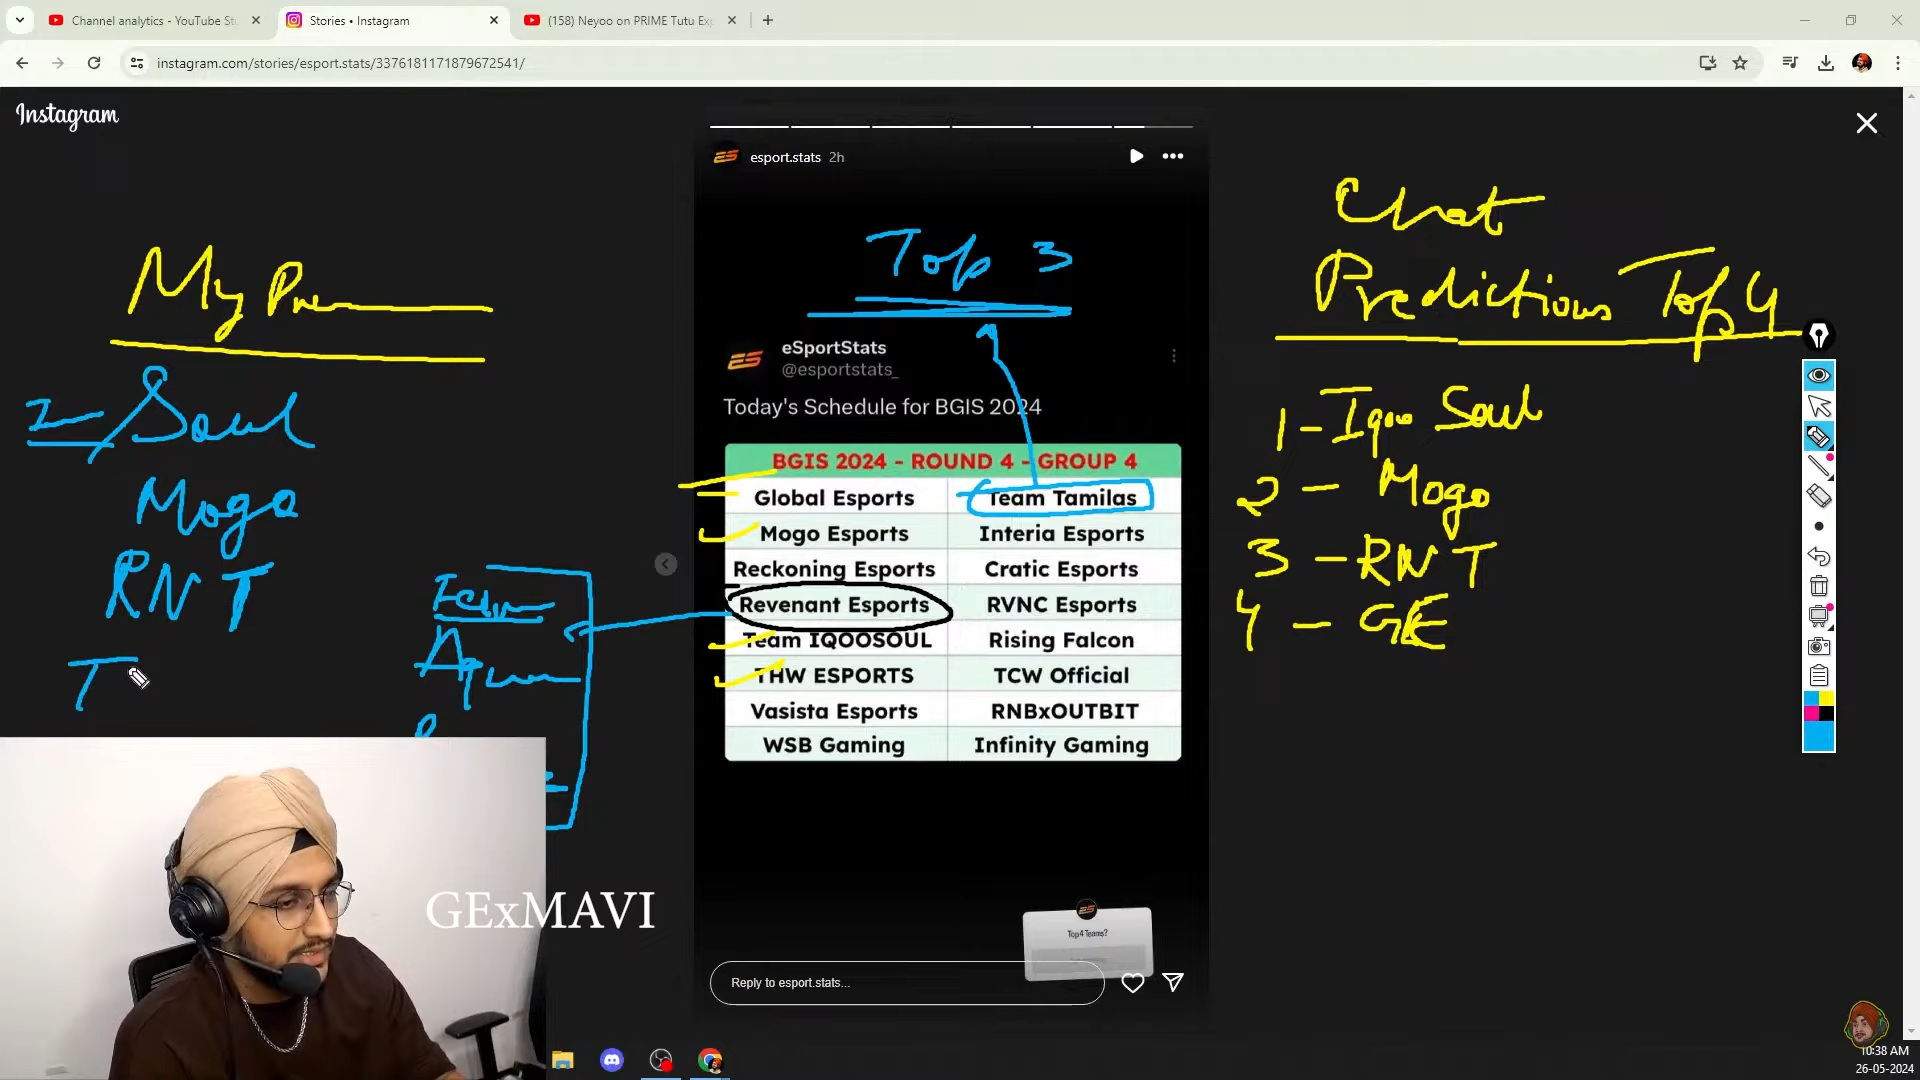 Channel analytics - YouTube St
Stories • Instagram
(158) Neyoo on PRIME Tutu Ex
instagram.com/stories/esport.stats/3376181171879672541/
Instagram
esport.stats 2h
Top 3
eSportStats
@esportstats_
Today's Schedule for BGIS 2024
BGIS 2024 - ROUND 4 - GROUP 4
Global Esports Team Tamilas
Mogo Esports Interia Esports
Reckoning Esports Cratic Esports
Revenant Esports RVNC Esports
Team IQOOSOUL Rising Falcon
THW ESPORTS TCW Official
Vasista Esports RNBxOUTBIT
WSB Gaming Infinity Gaming
Top 4 Teams?
Reply to esport.stats...
My Pre
Soul
Mogo
RNT
T
Chat
Predictions Top 4
1 - Iqoo Soul
2 - Mogo
3 - RNT
4 - GE
GExMAVI
10:38 AM
26-05-2024